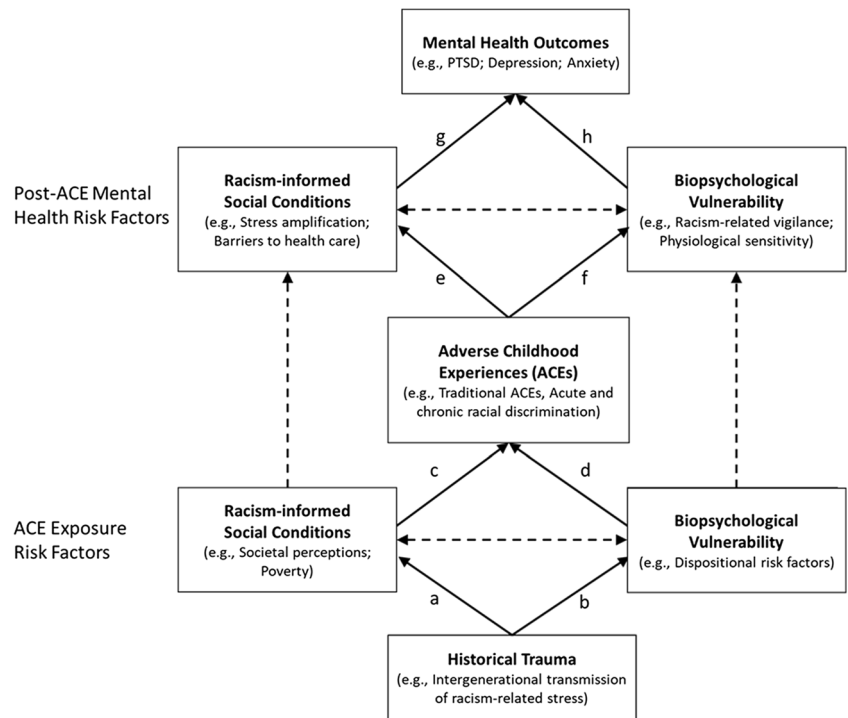 Mental Health Outcomes
(e.g., PTSD; Depression; Anxiety)
g
h
Post-ACE Mental
Health Risk Factors
Racism-informed
Social Conditions
(e.g., Stress amplification;
Barriers to health care)
Biopsychological
Vulnerability
(e.g., Racism-related vigilance;
Physiological sensitivity)
e
f
Adverse Childhood
Experiences (ACEs)
(e.g., Traditional ACEs, Acute and
chronic racial discrimination)
c
d
ACE Exposure
Risk Factors
Racism-informed
Social Conditions
(e.g., Societal perceptions;
Poverty)
Biopsychological
Vulnerability
(e.g., Dispositional risk factors)
a
b
Historical Trauma
(e.g., Intergenerational transmission
of racism-related stress)